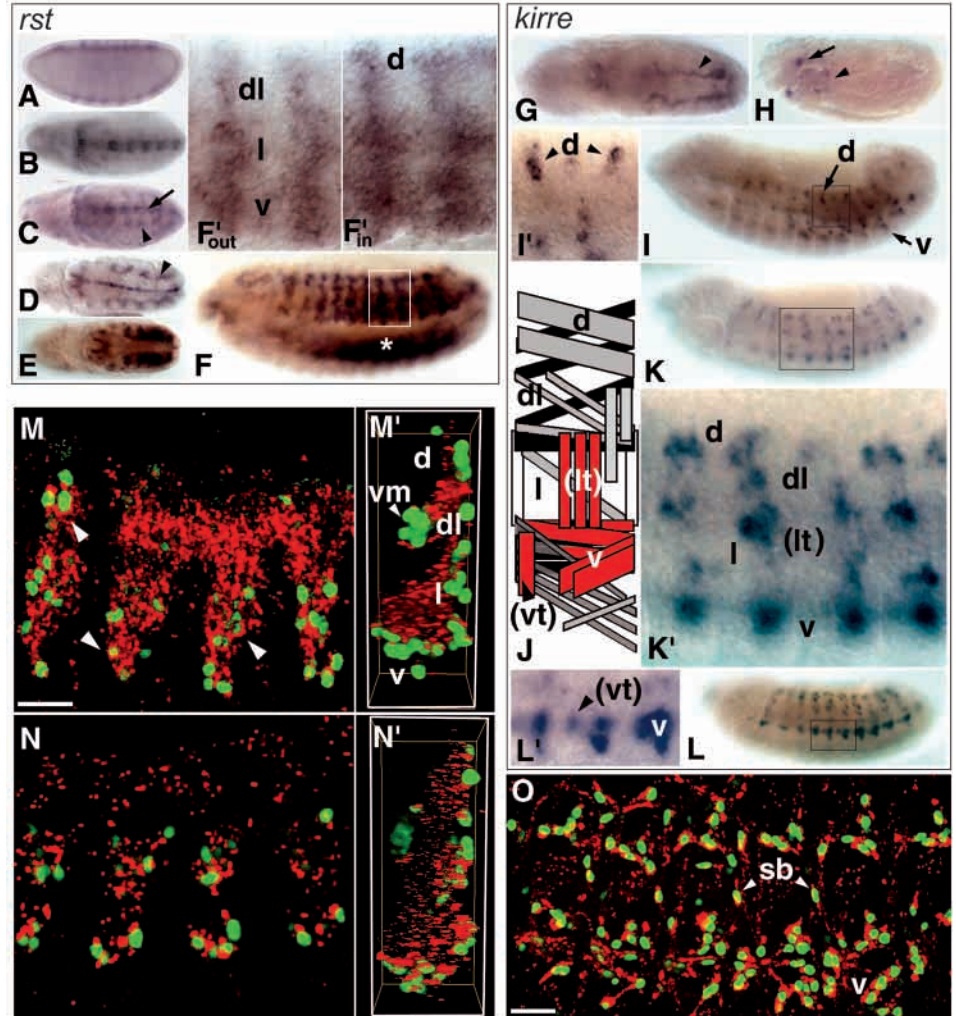 rst
A
B
C
D
E
dl
l
v
F'out
d
F'in
F
*
kirre
G
H
d
I'
d
I
v
d
dl
l
(lt)
v
(vt)
J
K
d
dl
(lt)
l
v
K'
(vt)
v
L'
L
M
M'
d
vm
dl
l
v
N
N'
O
sb
v